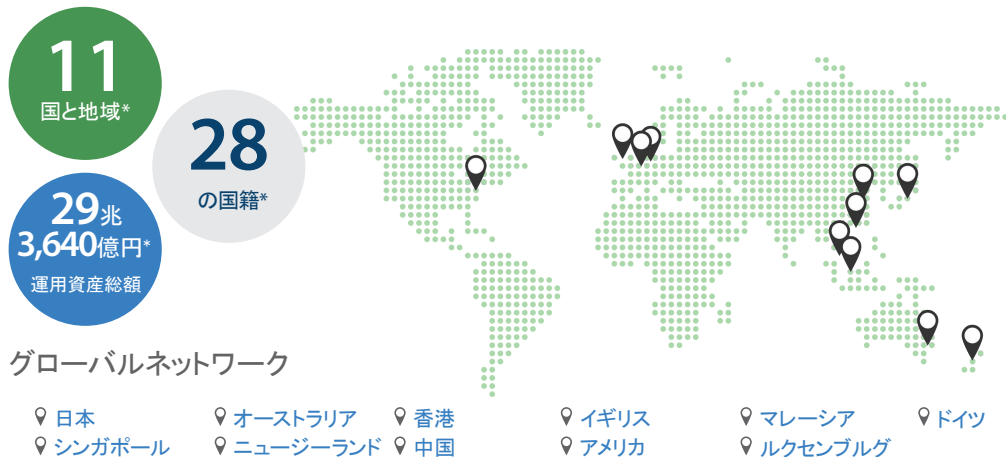 11
国と地域*
28
の国籍*
29兆
3,640億円*
運用資産総額
グローバルネットワーク
日本 オーストラリア 香港 イギリス マレーシア ドイツ
シンガポール ニュージーランド 中国 アメリカ ルクセンブルグ